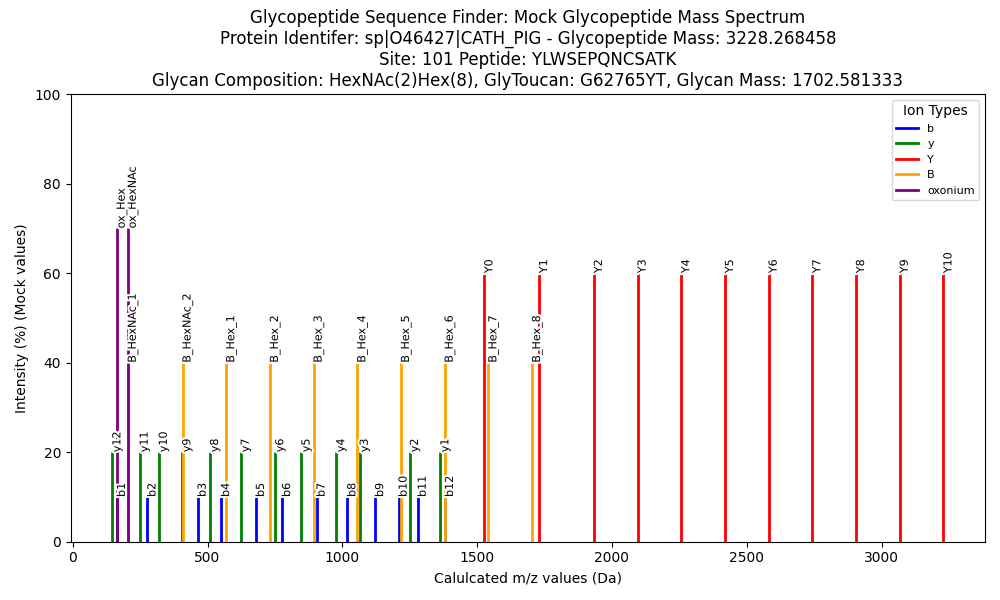 Glycopeptide Sequence Finder: Mock Glycopeptide Mass Spectrum
Protein Identifer: sp|O46427|CATH_PIG - Glycopeptide Mass: 3228.268458
Site: 101 Peptide: YLWSEPQNCSATK
Glycan Composition: HexNAc(2)Hex(8), GlyToucan: G62765YT, Glycan Mass: 1702.581333
Intensity (%) (Mock values)
100
80
60
40
20
0
Ion Types
b
y
Y
B
oxonium
ox_Hex
ox_HexNAc
Y0
Y1
Y2
Y3
Y4
Y5
Y6
Y7
Y8
Y9
Y10
B_HexNAc_1
B_HexNAc_2
B_Hex_1
B_Hex_2
B_Hex_3
B_Hex_4
B_Hex_5
B_Hex_6
B_Hex_7
B_Hex_8
y12
y11
y10
y9
y8
y7
y6
y5
y4
y3
y2
y1
b1
b2
b3
b4
b5
b6
b7
b8
b9
b10
b11
b12
0
500
1000
1500
2000
2500
3000
Calulcated m/z values (Da)